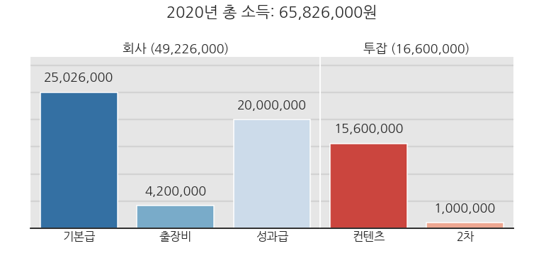 2020년 총 소득: 65,826,000원
회사 (49,226,000)
투잡 (16,600,000)
25,026,000
4,200,000
20,000,000
15,600,000
1,000,000
기본급
출장비
성과급
컨텐츠
2차